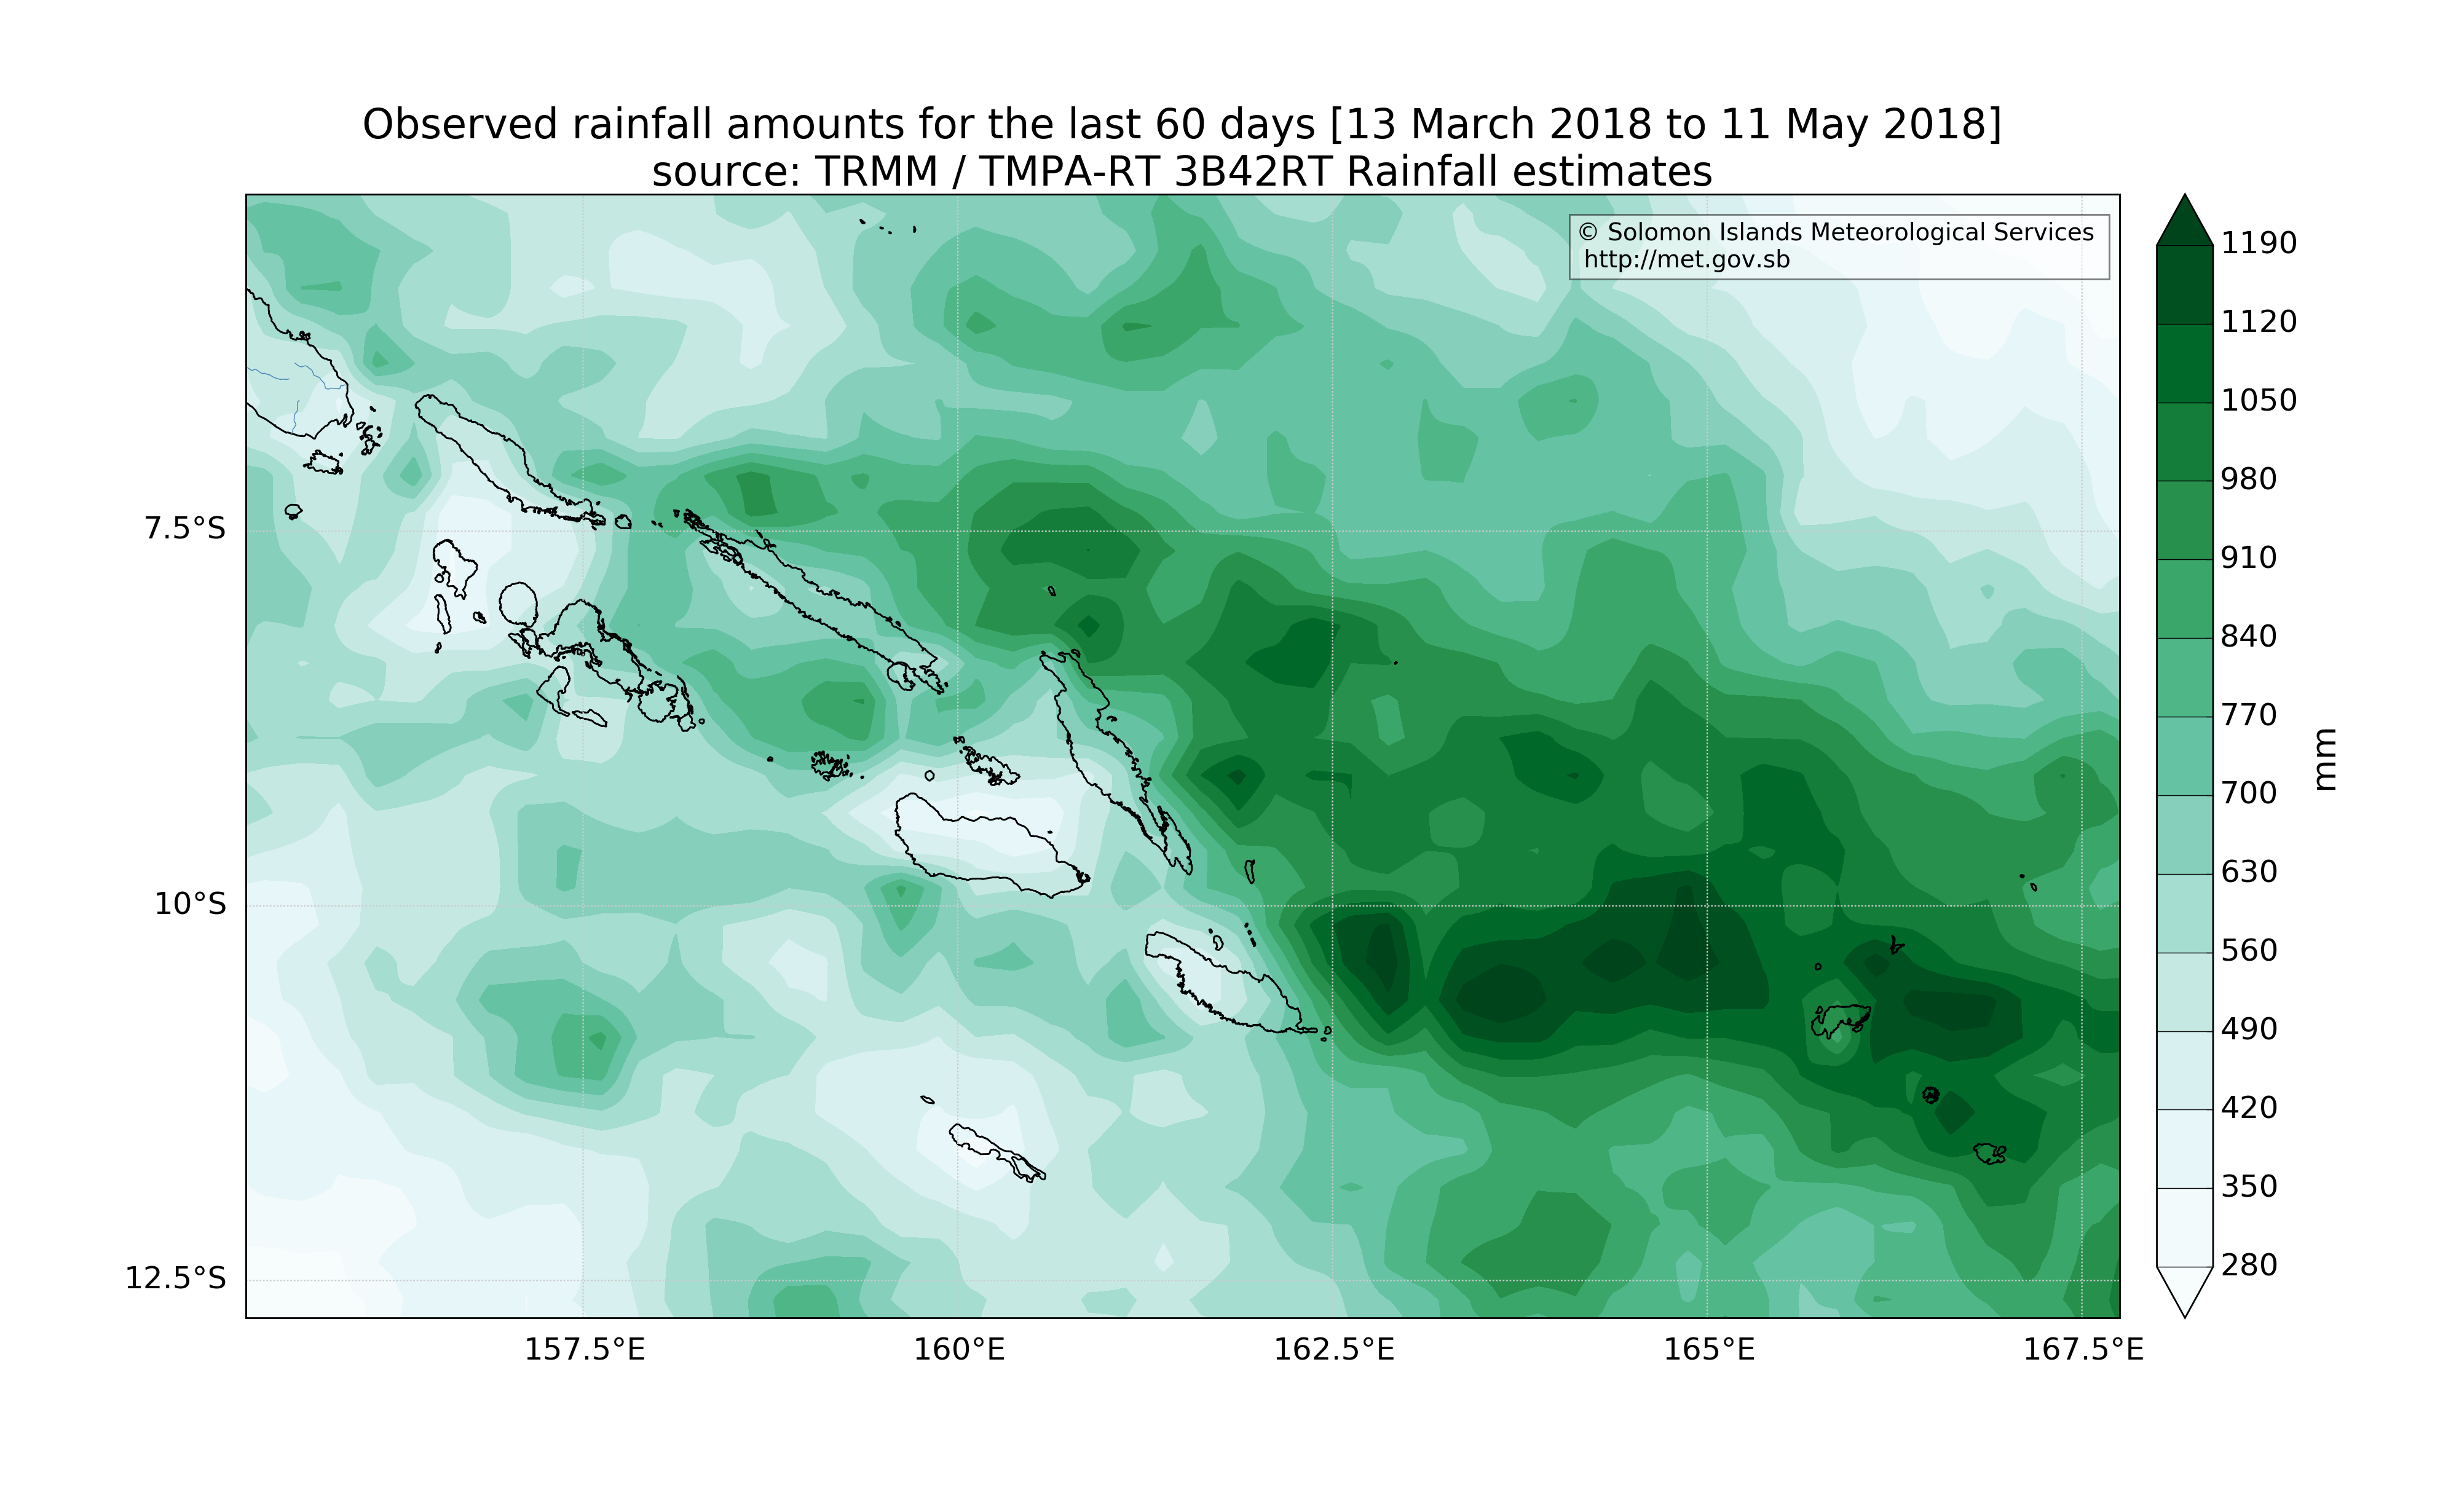 Observed rainfall amounts for the last 60 days [13 March 2018 to 11 May 2018]
source: TRMM / TMPA-RT 3B42RT Rainfall estimates
© Solomon Islands Meteorological Services
http://met.gov.sb
7.5°S
10°S
12.5°S
157.5°E
160°E
162.5°E
165°E
167.5°E
1190
1120
1050
980
910
840
770
700
630
560
490
420
350
280
mm